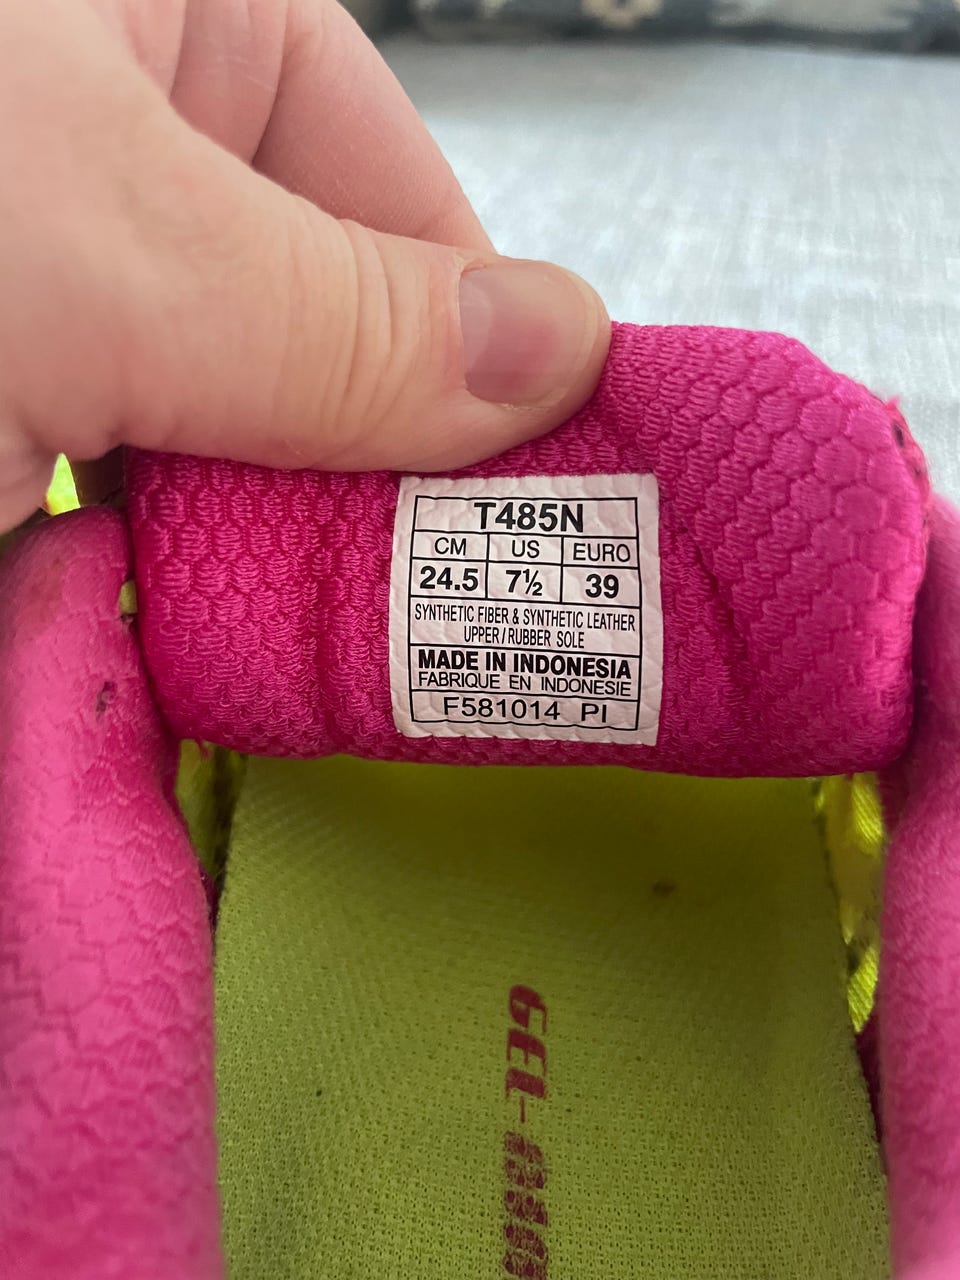 T485N
CM US EURO
24.5 7½ 39
SYNTHETIC FIBER & SYNTHETIC LEATHER
UPPER / RUBBER SOLE
MADE IN INDONESIA
FABRIQUE EN INDONESIE
F581014 PI
GEL-